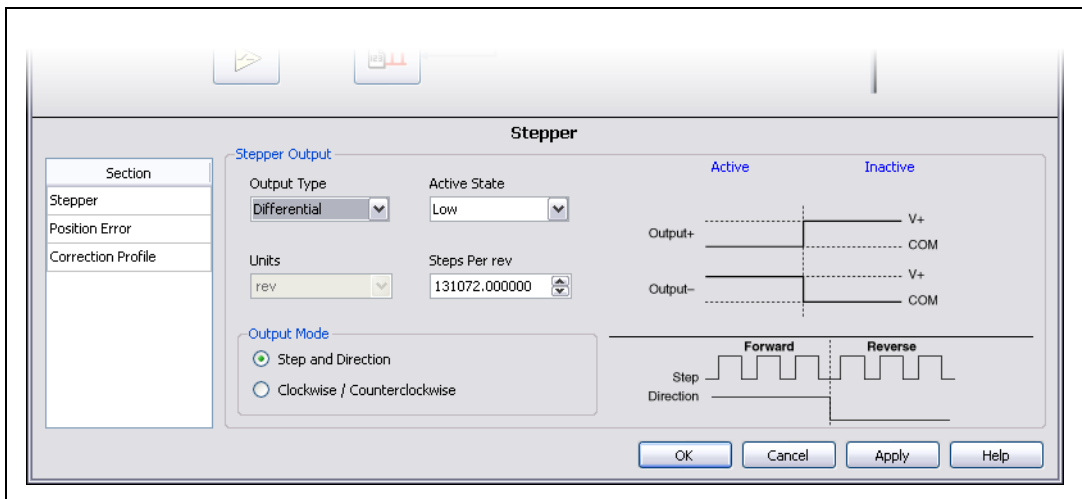 123
Stepper
Section
Stepper
Position Error
Correction Profile
Stepper Output
Output Type
Active State
Differential
Low
Units
Steps Per rev
rev
131072.000000
Output Mode
Step and Direction
Clockwise / Counterclockwise
Active
Inactive
Output+
V+
COM
Output–
V+
COM
Forward
Reverse
Step
Direction
OK
Cancel
Apply
Help